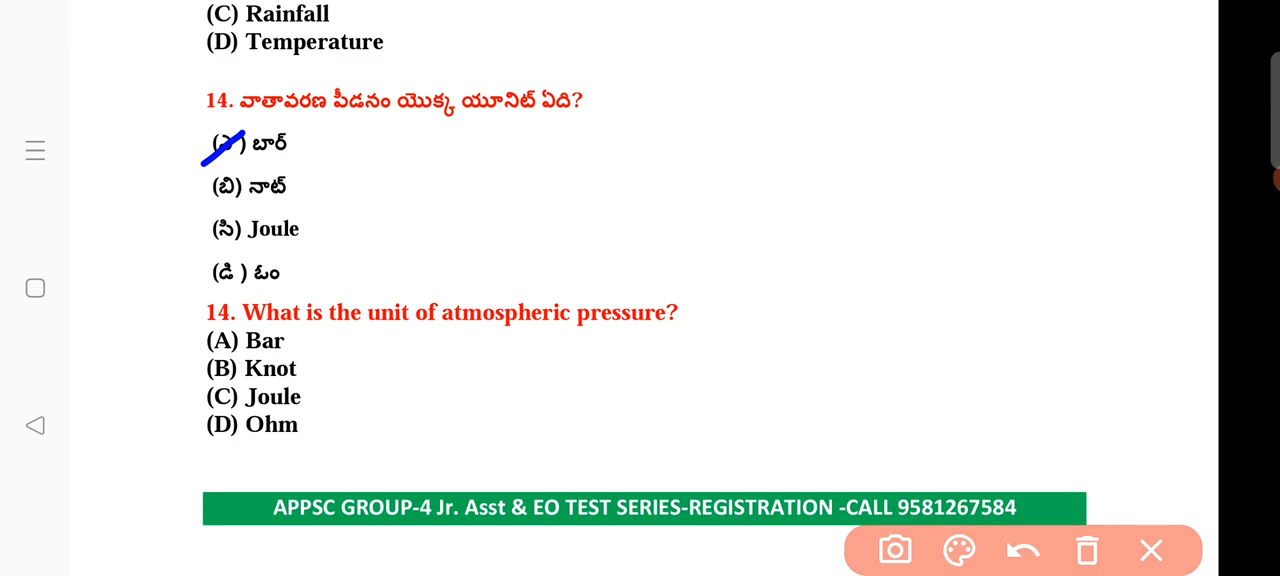 (C) Rainfall
(D) Temperature
14. వాతావరణ పీడనం యొక్క యూనిట్ ఏది?
(ఎ) బార్
(బి) నాట్
(సి) Joule
(డి ) ఓం
14. What is the unit of atmospheric pressure?
(A) Bar
(B) Knot
(C) Joule
(D) Ohm
APPSC GROUP-4 Jr. Asst & EO TEST SERIES-REGISTRATION -CALL 9581267584